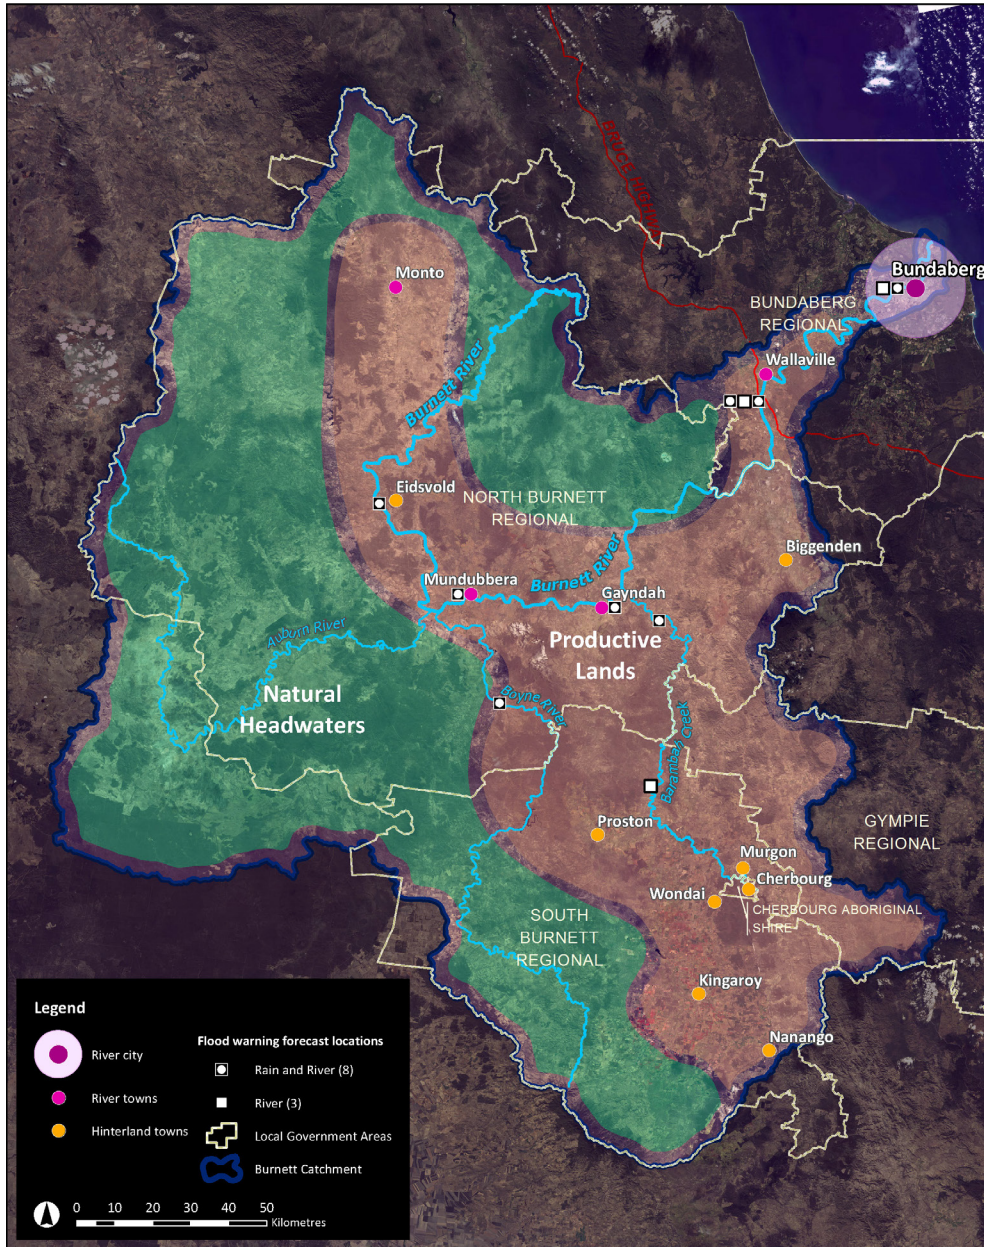 BRUCE HIGHWAY
Monto
Bundaberg
BUNDABERG
REGIONAL
Wallaville
Burnett River
Eidsvold
NORTH BURNETT
REGIONAL
Biggenden
Mundubbera
Burnett River
Gayndah
Auburn River
Productive
Lands
Natural
Headwaters
Boyne River
Barambah Creek
Proston
GYMPIE
REGIONAL
Murgon
Cherbourg
Wondai
CHERBOURG ABORIGINAL
SHIRE
SOUTH
BURNETT
REGIONAL
Kingaroy
Nanango
Legend
River city
River towns
Hinterland towns
Flood warning forecast locations
Rain and River (8)
River (3)
Local Government Areas
Burnett Catchment
0 10 20 30 40 50
Kilometres